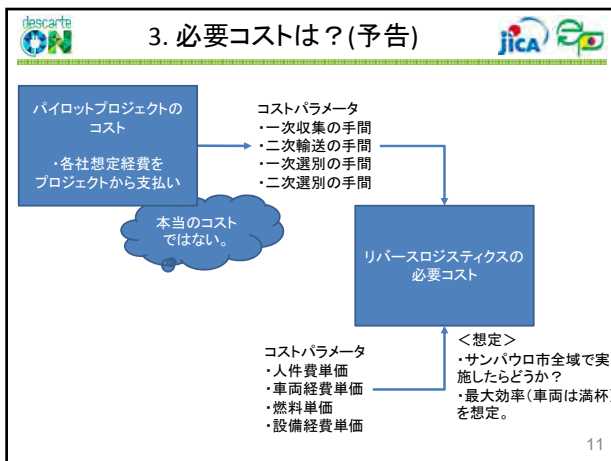 descarte
ON
3. 必要コストは？(予告)
jICA
パイロットプロジェクトの
コスト
・各社想定経費を
プロジェクトから支払い
コストパラメータ
・一次収集の手間
・二次輸送の手間
・一次選別の手間
・二次選別の手間
本当のコスト
ではない。
リバースロジスティクスの
必要コスト
コストパラメータ
・人件費単価
・車両経費単価
・燃料単価
・設備経費単価
＜想定＞
・サンパウロ市全域で実
施したらどうか？
・最大効率（車両は満杯）
を想定。
11